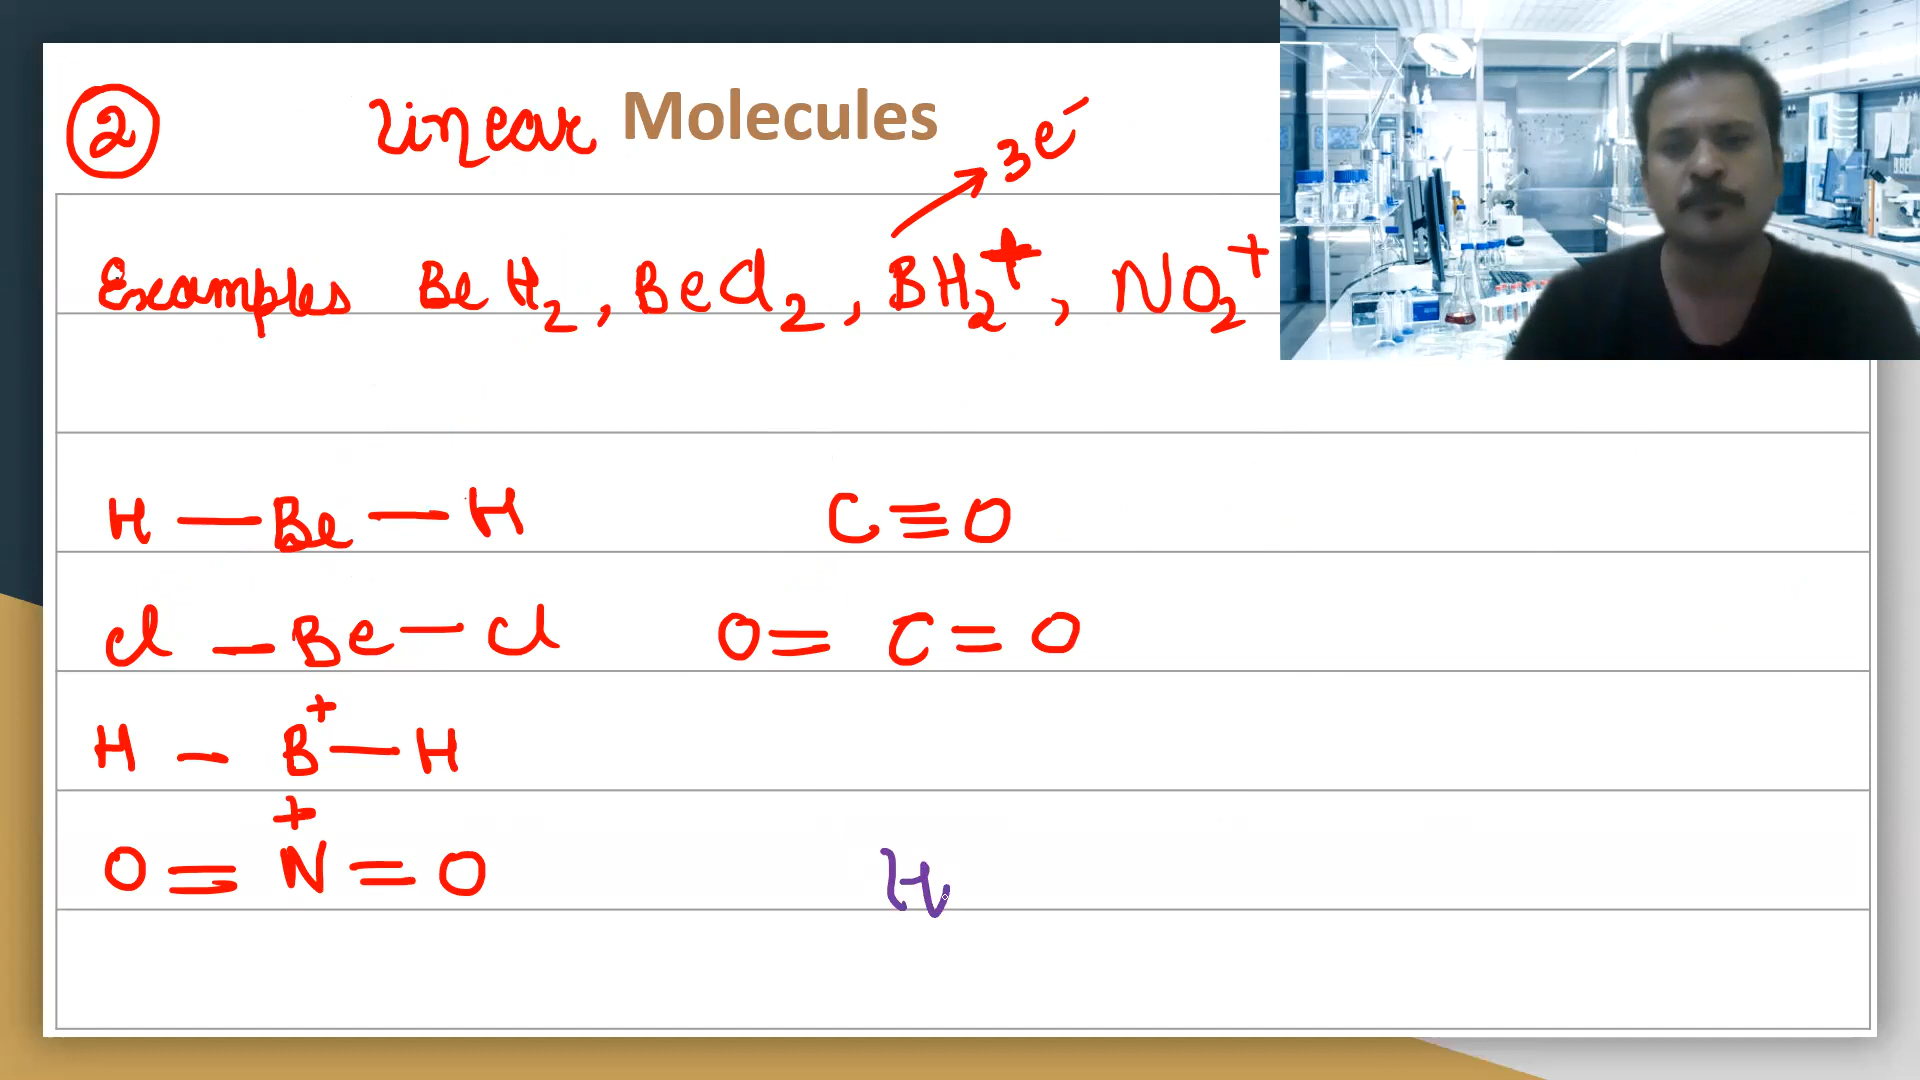 2 Linear Molecules
3e⁻
Examples BeH₂, BeCl₂, BH₂⁺, NO₂⁺
H — Be — H C≡O
Cl — Be — Cl O = C = O
+
H — B — H
+
O = N = O H